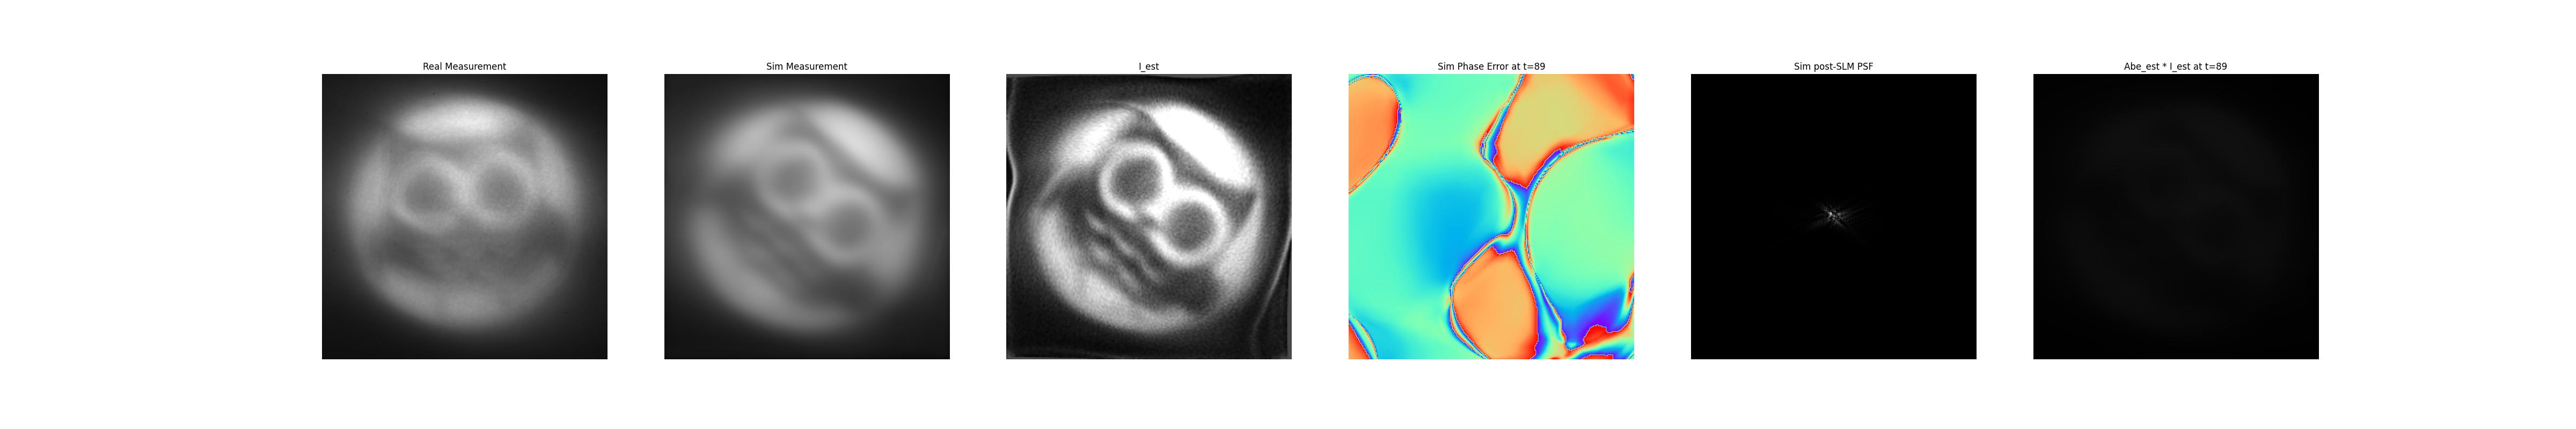 Real Measurement
Sim Measurement
I_est
Sim Phase Error at t=89
Sim post-SLM PSF
Abe_est * I_est at t=89